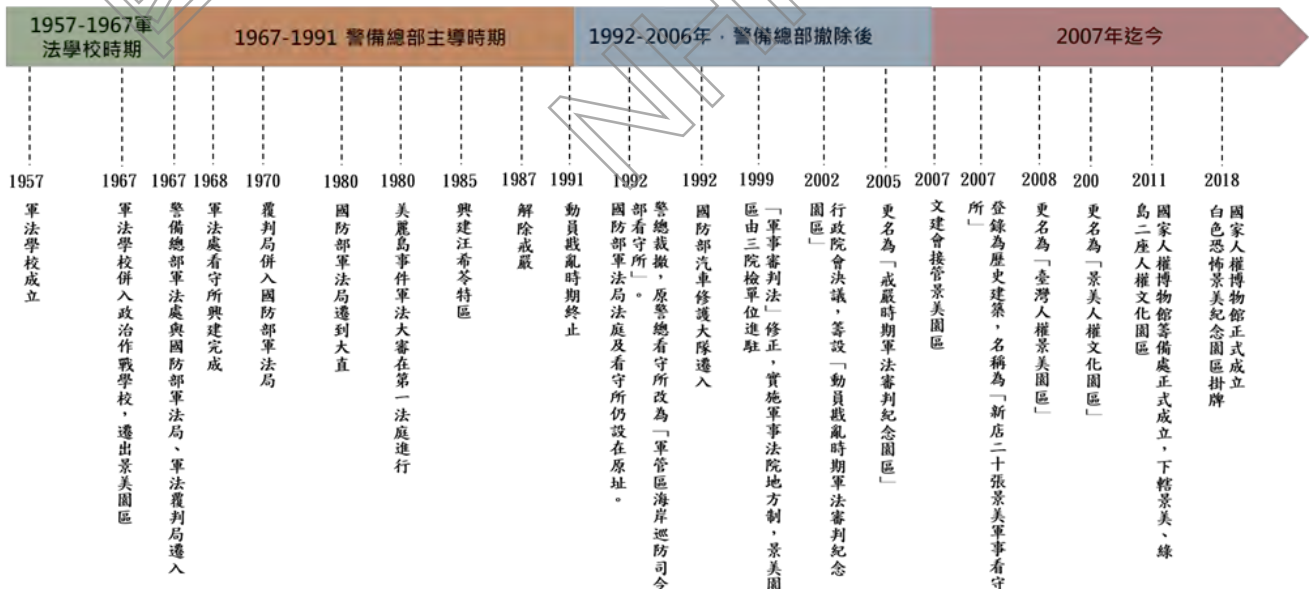 1957-1967軍
法學校時期
1967-1991 警備總部主導時期
1992-2006年，警備總部撤除後
2007年迄今
1957
軍法學校成立
1967
軍法學校併入政治作戰學校，遷出景美園區
1967
警備總部軍法處與國防部軍法局、軍法覆判局遷入
1968
軍法處看守所興建完成
1970
覆判局併入國防部軍法局
1980
國防部軍法局遷到大直
1980
美麗島事件軍法大審在第一法庭進行
1985
興建汪希苓特區
1987
解除戒嚴
1991
動員戡亂時期終止
1992
警總裁撤，原警總看守所改為「軍管區海岸巡防司令
部看守所」。
國防部軍法局法庭及看守所仍設在原址。
1992
國防部汽車修護大隊遷入
1999
「軍事審判法」修正，實施軍事法院地方制，景美園
區由三院檢單位進駐
2002
行政院會決議，籌設「動員戡亂時期軍法審判紀念
園區」
2005
更名為「戒嚴時期軍法審判紀念園區」
2007
文建會接管景美園區
2007
登錄為歷史建築，名稱為「新店二十張景美軍事看守
所」
2008
更名為「臺灣人權景美園區」
200
更名為「景美人權文化園區」
2011
國家人權博物館籌備處正式成立，下轄景美、綠
島二座人權文化園區
2018
國家人權博物館正式成立
白色恐怖景美紀念園區掛牌